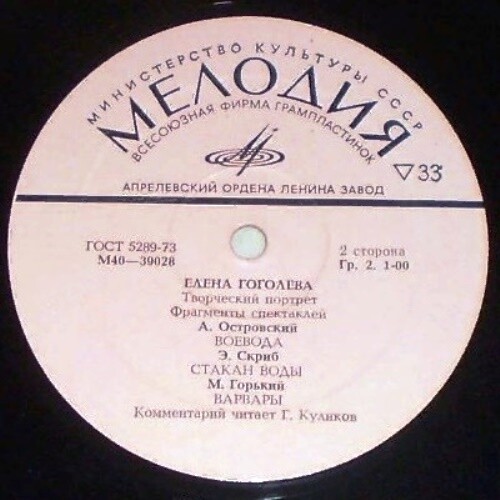 МИНИСТЕРСТВО КУЛЬТУРЫ СССР
МЕЛОДИЯ
ВСЕСОЮЗНАЯ ФИРМА ГРАМПЛАСТИНОК
33
АПРЕЛЕВСКИЙ ОРДЕНА ЛЕНИНА ЗАВОД
ГОСТ 5289-73
М40—39028
2 сторона
Гр. 2. 1-00
ЕЛЕНА ГОГОЛЕВА
Творческий портрет
Фрагменты спектаклей
А. Островский
ВОЕВОДА
Э. Скриб
СТАКАН ВОДЫ
М. Горький
ВАРВАРЫ
Комментарий читает Г. Куликов